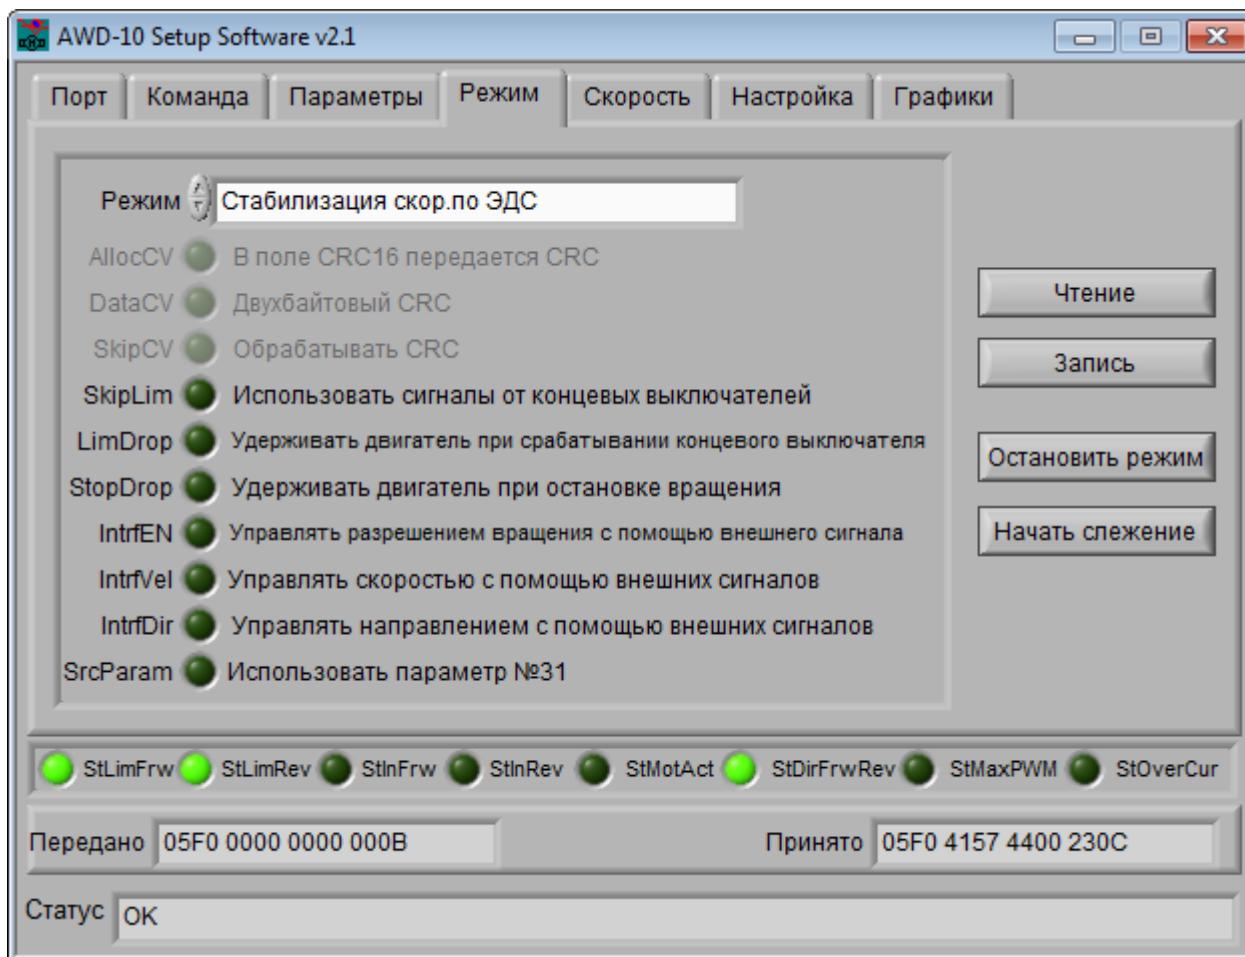 AWD-10 Setup Software v2.1
Порт Команда Параметры Режим Скорость Настройка Графики
Режим Стабилизация скор.по ЭДС
AllocCV В поле CRC16 передается CRC
DataCV Двухбайтовый CRC
SkipCV Обрабатывать CRC
SkipLim Использовать сигналы от концевых выключателей
LimDrop Удерживать двигатель при срабатывании концевого выключателя
StopDrop Удерживать двигатель при остановке вращения
IntrfEN Управлять разрешением вращения с помощью внешнего сигнала
IntrfVel Управлять скоростью с помощью внешних сигналов
IntrfDir Управлять направлением с помощью внешних сигналов
SrcParam Использовать параметр №31
Чтение
Запись
Остановить режим
Начать слежение
StLimFrw StLimRev StInFrw StInRev StMotAct StDirFrwRev StMaxPWM StOverCur
Передано 05F0 0000 0000 000B Принято 05F0 4157 4400 230C
Статус OK